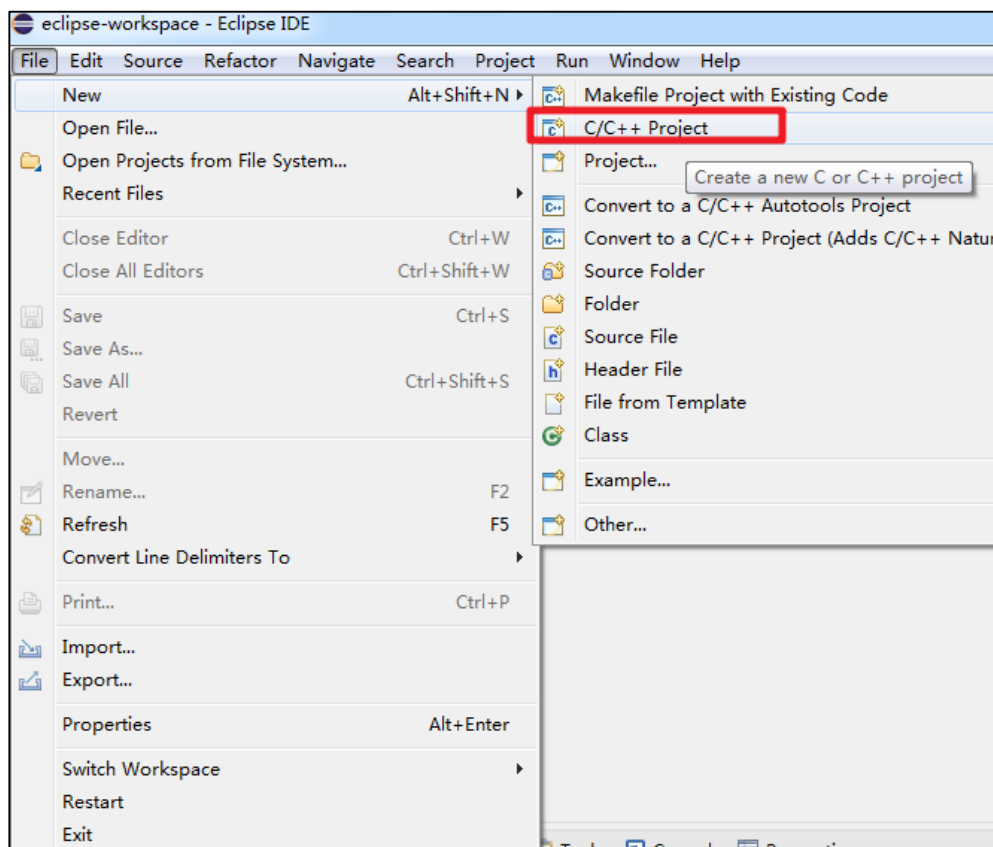 eclipse-workspace - Eclipse IDE
File Edit Source Refactor Navigate Search Project Run Window Help
New Alt+Shift+N
Open File...
Open Projects from File System...
Recent Files
Close Editor Ctrl+W
Close All Editors Ctrl+Shift+W
Save Ctrl+S
Save As...
Save All Ctrl+Shift+S
Revert
Move...
Rename... F2
Refresh F5
Convert Line Delimiters To
Print... Ctrl+P
Import...
Export...
Properties Alt+Enter
Switch Workspace
Restart
Exit
Makefile Project with Existing Code
C/C++ Project
Project...
Create a new C or C++ project
Convert to a C/C++ Autotools Project
Convert to a C/C++ Project (Adds C/C++ Natur
Source Folder
Folder
Source File
Header File
File from Template
Class
Example...
Other...